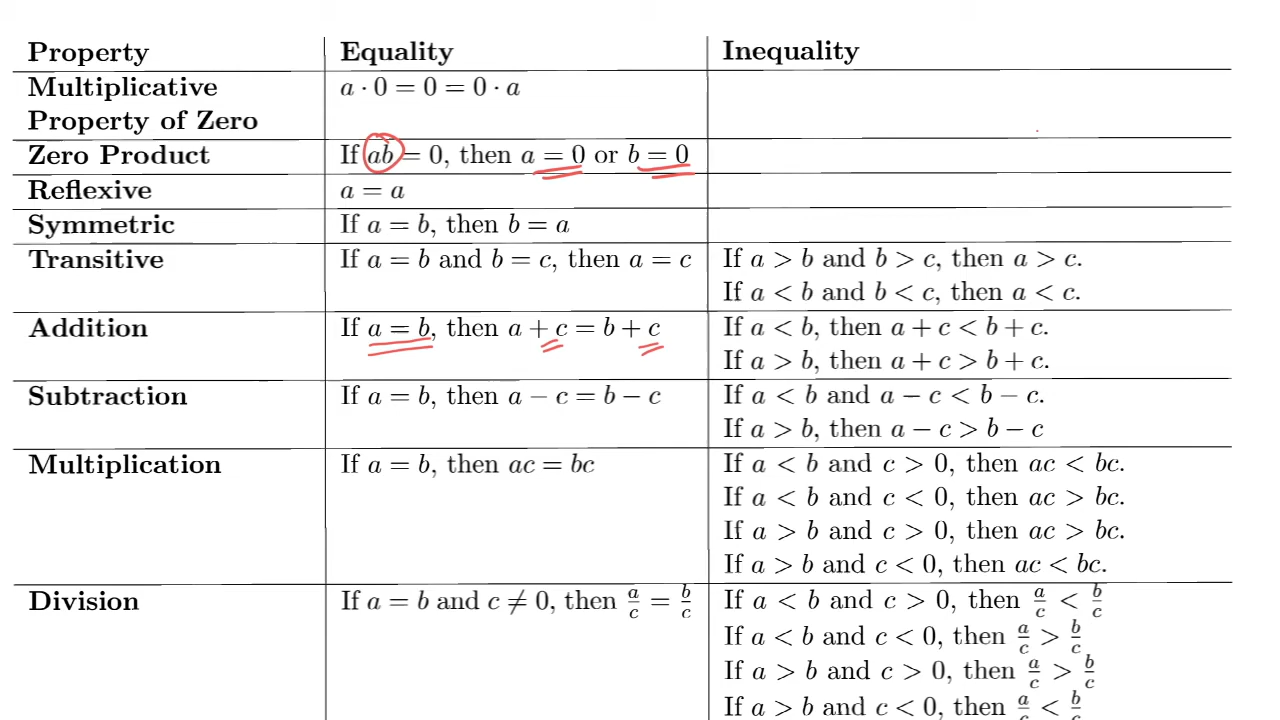 Property Equality Inequality
Multiplicative a · 0 = 0 = 0 · a
Property of Zero
Zero Product If ab = 0, then a = 0 or b = 0
Reflexive a = a
Symmetric If a = b, then b = a
Transitive If a = b and b = c, then a = c If a > b and b > c, then a > c.
If a < b and b < c, then a < c.
Addition If a = b, then a + c = b + c If a < b, then a + c < b + c.
If a > b, then a + c > b + c.
Subtraction If a = b, then a − c = b − c If a < b and a − c < b − c.
If a > b, then a − c > b − c
Multiplication If a = b, then ac = bc If a < b and c > 0, then ac < bc.
If a < b and c < 0, then ac > bc.
If a > b and c > 0, then ac > bc.
If a > b and c < 0, then ac < bc.
Division If a = b and c ≠ 0, then a/c = b/c If a < b and c > 0, then a/c < b/c
If a < b and c < 0, then a/c > b/c
If a > b and c > 0, then a/c > b/c
If a > b and c < 0, then a/c < b/c